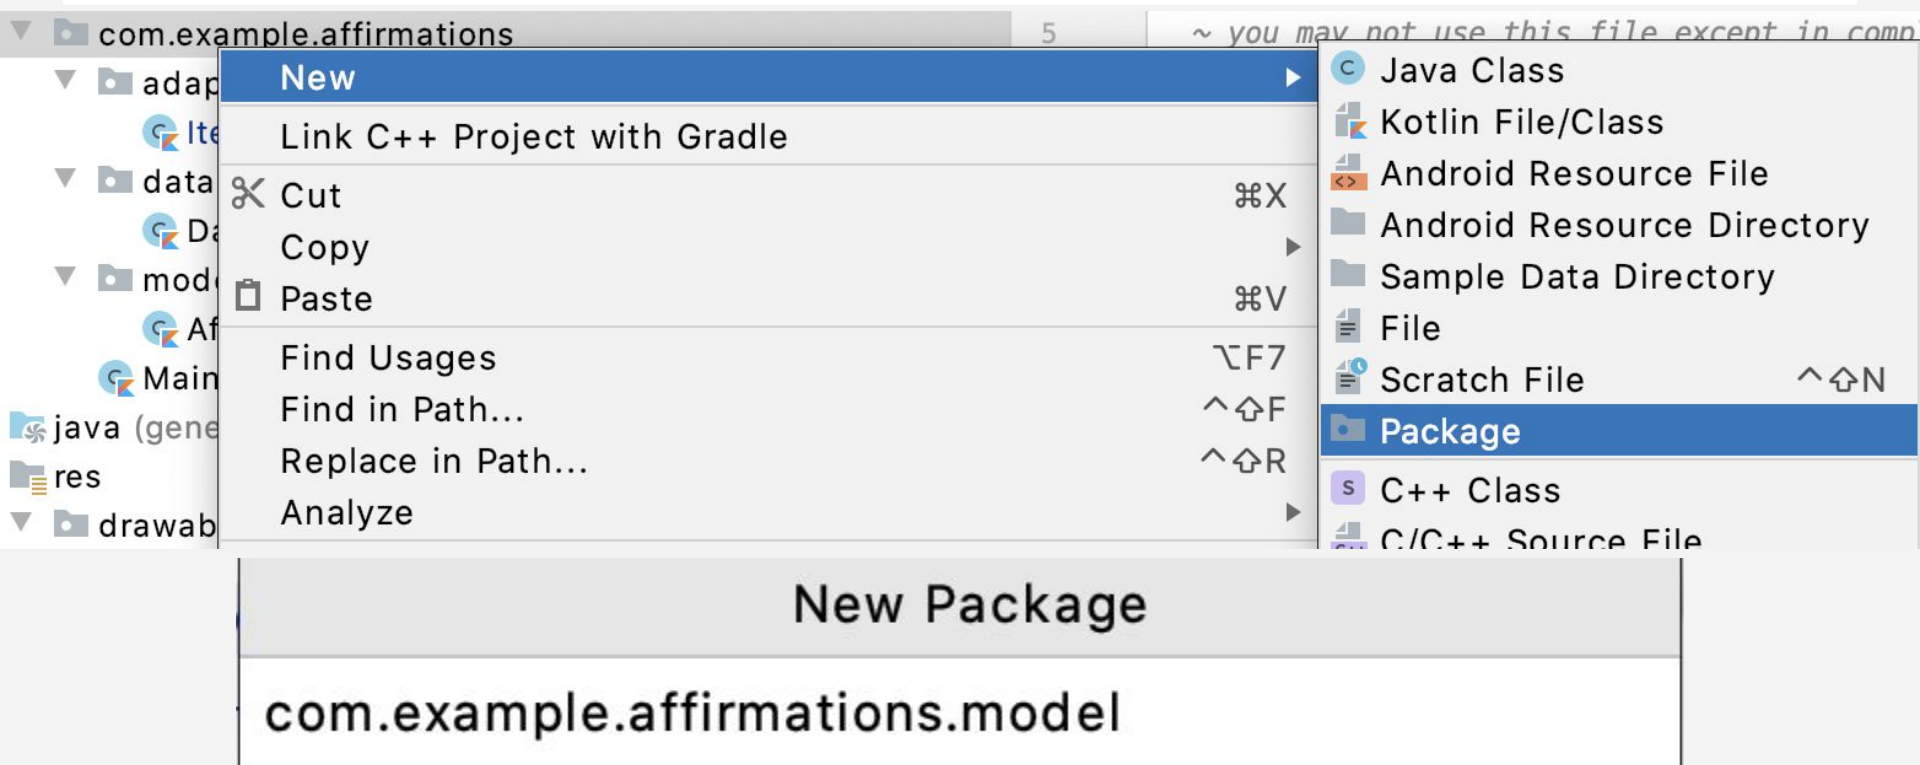 com.example.affirmations
5 ~ you may not use this file except in comp
adap
Ite
data
Da
mod
Af
Main
java (gene
res
drawab
New
Link C++ Project with Gradle
Cut ⌘X
Copy
Paste ⌘V
Find Usages ⌥F7
Find in Path... ^⇧F
Replace in Path... ^⇧R
Analyze
Java Class
Kotlin File/Class
Android Resource File
Android Resource Directory
Sample Data Directory
File
Scratch File ^⇧N
Package
S C++ Class
C/C++ Source File
New Package
com.example.affirmations.model